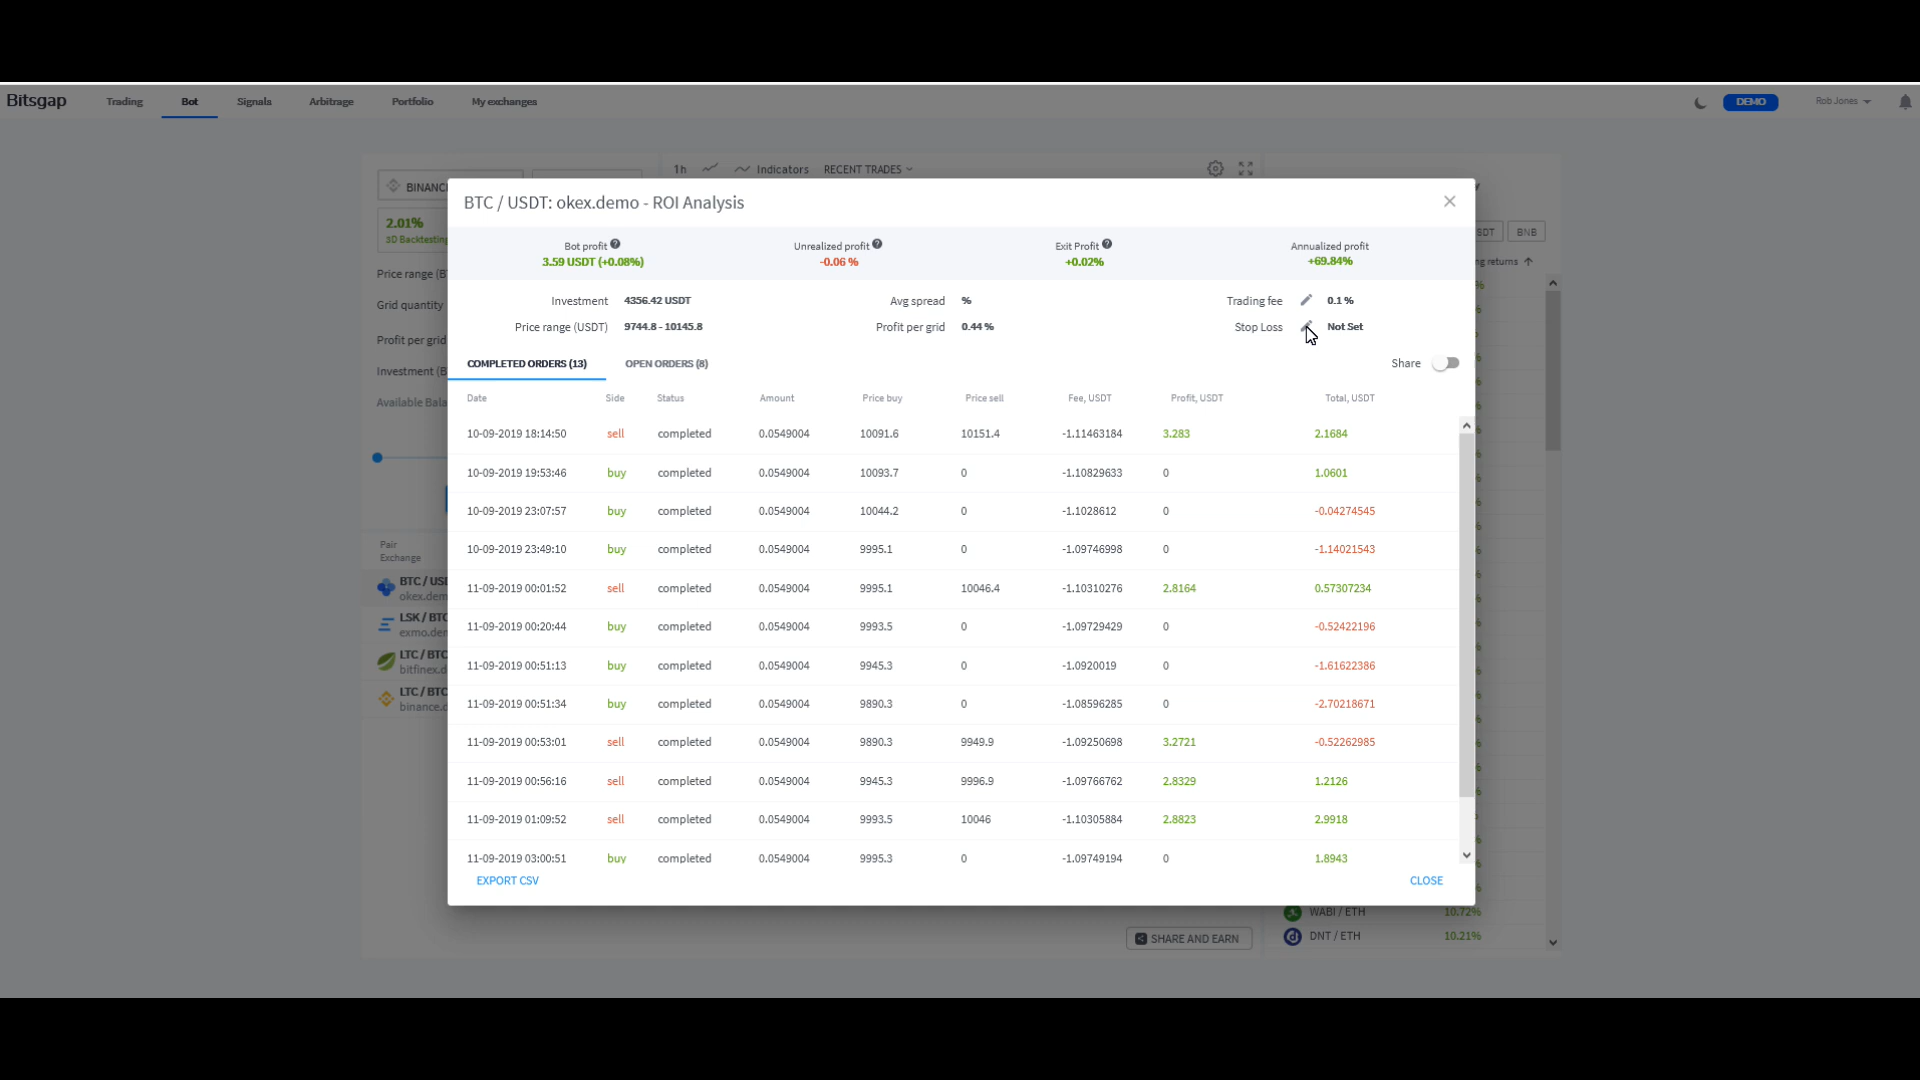 Bitsgap Trading Bot Signals Arbitrage Portfolio My exchanges DEMO Rob Jones
1h Indicators RECENT TRADES
BINANC
2.01%
3D Backtesting
Price range (B
Grid quantity
Profit per grid
Investment (B
Available Bala
Pair
Exchange
BTC / USD
okex.dem
LSK / BTC
exmo.den
LTC / BTC
bitfinex.d
LTC / BTC
binance.d
BTC / USDT: okex.demo - ROI Analysis
Bot profit Unrealized profit Exit Profit Annualized profit
3.59 USDT (+0.08%) -0.06 % +0.02% +69.84%
Investment 4356.42 USDT Avg spread % Trading fee 0.1 %
Price range (USDT) 9744.8 - 10145.8 Profit per grid 0.44 % Stop Loss Not Set
COMPLETED ORDERS (13) OPEN ORDERS (8) Share
Date Side Status Amount Price buy Price sell Fee, USDT Profit, USDT Total, USDT
10-09-2019 18:14:50 sell completed 0.0549004 10091.6 10151.4 -1.11463184 3.283 2.1684
10-09-2019 19:53:46 buy completed 0.0549004 10093.7 0 -1.10829633 0 1.0601
10-09-2019 23:07:57 buy completed 0.0549004 10044.2 0 -1.1028612 0 -0.04274545
10-09-2019 23:49:10 buy completed 0.0549004 9995.1 0 -1.09746998 0 -1.14021543
11-09-2019 00:01:52 sell completed 0.0549004 9995.1 10046.4 -1.10310276 2.8164 0.57307234
11-09-2019 00:20:44 buy completed 0.0549004 9993.5 0 -1.09729429 0 -0.52422196
11-09-2019 00:51:13 buy completed 0.0549004 9945.3 0 -1.0920019 0 -1.61622386
11-09-2019 00:51:34 buy completed 0.0549004 9890.3 0 -1.08596285 0 -2.70218671
11-09-2019 00:53:01 sell completed 0.0549004 9890.3 9949.9 -1.09250698 3.2721 -0.52262985
11-09-2019 00:56:16 sell completed 0.0549004 9945.3 9996.9 -1.09766762 2.8329 1.2126
11-09-2019 01:09:52 sell completed 0.0549004 9993.5 10046 -1.10305884 2.8823 2.9918
11-09-2019 03:00:51 buy completed 0.0549004 9995.3 0 -1.09749194 0 1.8943
EXPORT CSV CLOSE
SDT BNB
ng returns
WABI / ETH 10.72%
DNT / ETH 10.21%
SHARE AND EARN